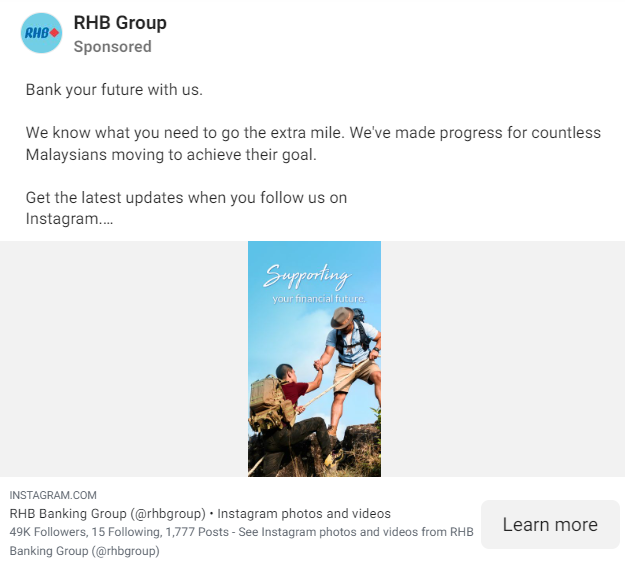 RHB
RHB Group
Sponsored
Bank your future with us.
We know what you need to go the extra mile. We've made progress for countless
Malaysians moving to achieve their goal.
Get the latest updates when you follow us on
Instagram....
Supporting
your financial future.
INSTAGRAM.COM
RHB Banking Group (@rhbgroup) • Instagram photos and videos
49K Followers, 15 Following, 1,777 Posts - See Instagram photos and videos from RHB
Banking Group (@rhbgroup)
Learn more